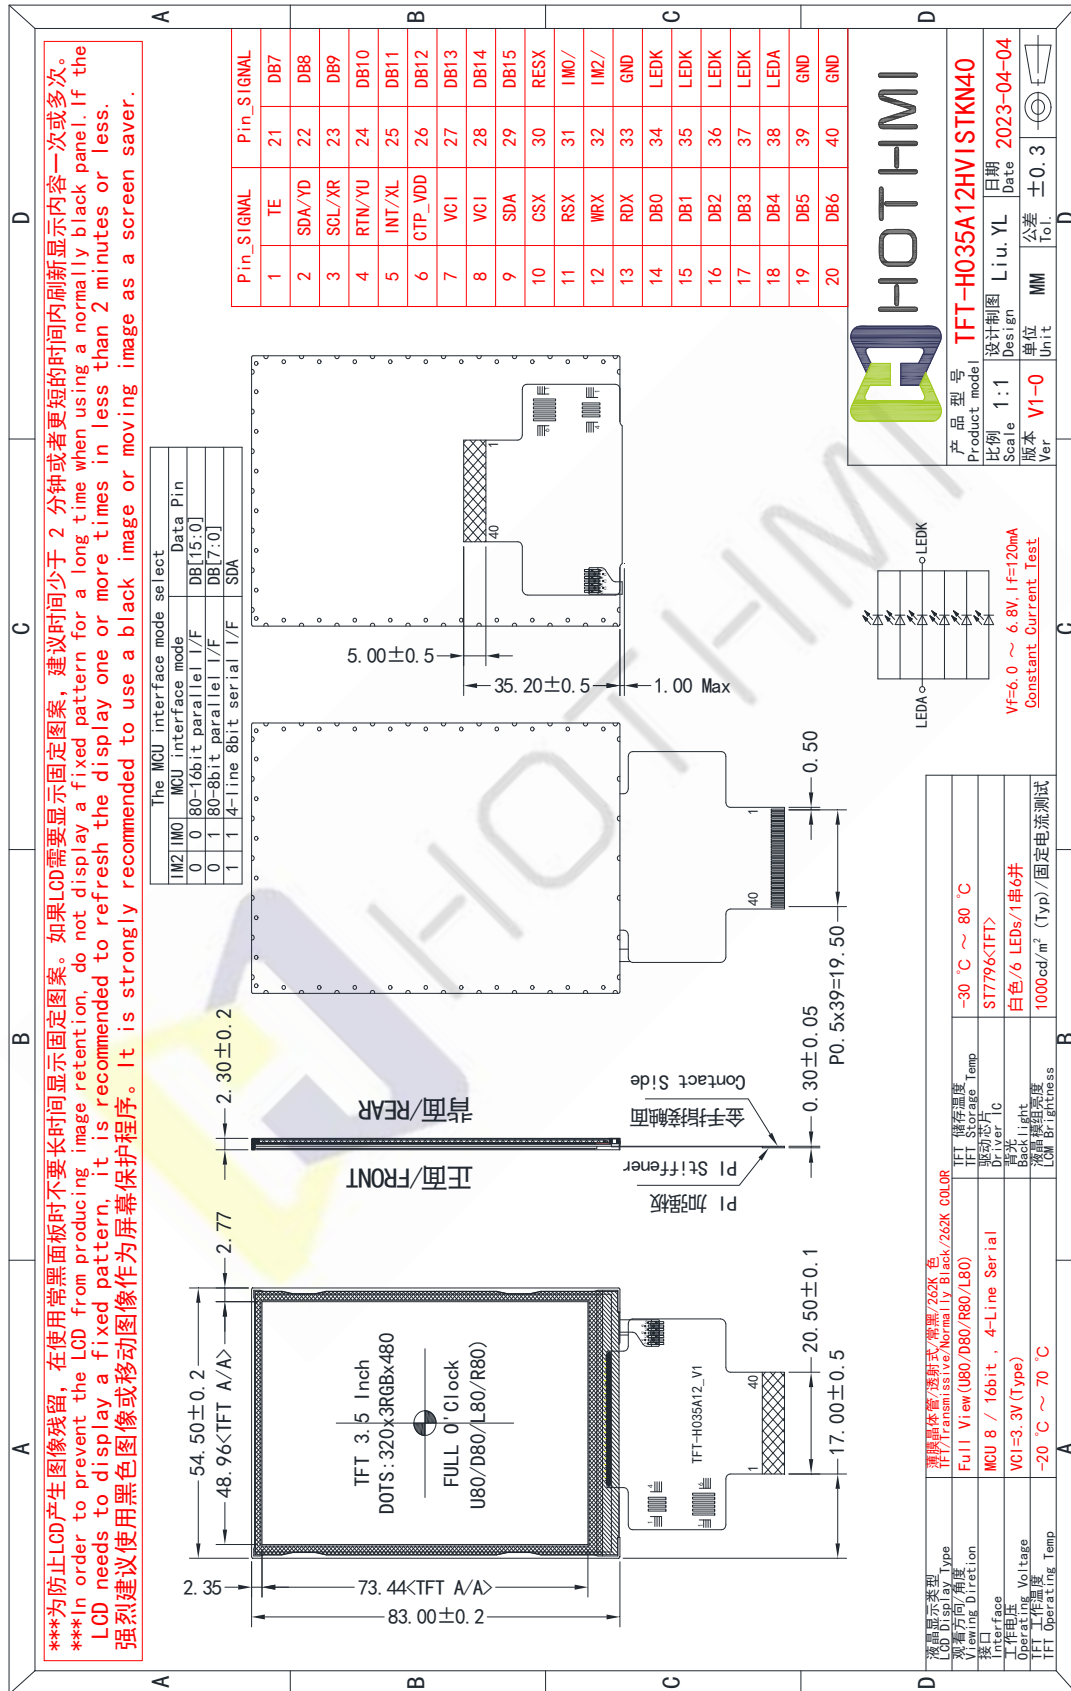 ***为防止LCD产生图像残留，在使用常黑面板时不要长时间显示固定图案。如果LCD需要显示固定图案，建议时间少于 2 分钟或者更短的时间内刷新显示内容一次或多次。
***In order to prevent the LCD from producing image retention, do not display a fixed pattern for a long time when using a normally black panel. If the
LCD needs to display a fixed pattern, it is recommended to refresh the display one or more times in less than 2 minutes or less.
强烈建议使用黑色图像或移动图像作为屏幕保护程序。It is strongly recommended to use a black image or moving image as a screen saver.
A B C D
A B C D
A B C D
A B C D
The MCU interface mode select
IM2 IM0 MCU interface mode Data Pin
0 0 80-16bit parallel I/F DB[15:0]
0 1 80-8bit parallel I/F DB[7:0]
1 1 4-line 8bit serial I/F SDA
Pin_SIGNAL Pin_SIGNAL
1 TE 21 DB7
2 SDA/YD 22 DB8
3 SCL/XR 23 DB9
4 RTN/YU 24 DB10
5 INT/XL 25 DB11
6 CTP_VDD 26 DB12
7 VCI 27 DB13
8 VCI 28 DB14
9 SDA 29 DB15
10 CSX 30 RESX
11 RSX 31 IM0/
12 WRX 32 IM2/
13 RDX 33 GND
14 DB0 34 LEDK
15 DB1 35 LEDK
16 DB2 36 LEDK
17 DB3 37 LEDK
18 DB4 38 LEDA
19 DB5 39 GND
20 DB6 40 GND
54.50±0.2
48.96<TFT A/A>
2.77
2.30±0.2
2.35
73.44<TFT A/A>
83.00±0.2
TFT 3.5 Inch
DOTS:320x3RGBx480
FULL O'Clock
U80/D80/L80/R80)
TFT-H035A12_V1
1
40
20.50±0.1
17.00±0.5
正面/FRONT
背面/REAR
PI 加强板
PI Stiffener
金手指接触面
Contact Side
0.30±0.05
40
1
P0.5x39=19.50
0.50
5.00±0.5
35.20±0.5
1.00 Max
40
1
LEDA
LEDK
Vf=6.0 ～ 6.8V,If=120mA
Constant Current Test
HOTHMI
液晶显示类型
LCD Display Type
薄膜晶体管/透射式/常黑/262K 色
TFT/Transmissive/Normally Black/262K COLOR
观看方向/角度
Viewing Diretion
Full View(U80/D80/R80/L80)
接口
Interface
MCU 8 / 16bit , 4-Line Serial
工作电压
Operating Voltage
VCI=3.3V(Type)
TFT 工作温度
TFT Operating Temp
-20 ℃ ～ 70 ℃
TFT 储存温度
TFT Storage Temp
-30 ℃ ～ 80 ℃
驱动芯片
Driver IC
ST7796<TFT>
背光
Backlight
白色/6 LEDs/1串6并
液晶模组亮度
LCM Brightness
1000cd/m² (Typ)/固定电流测试
HOTHMI
产 品 型 号
Product model
TFT-H035A12HVISTKN40
比例
Scale
1:1
设计制图
Design
Liu.YL
日期
Date
2023-04-04
版本
Ver
V1-0
单位
Unit
MM
公差
Tol.
±0.3